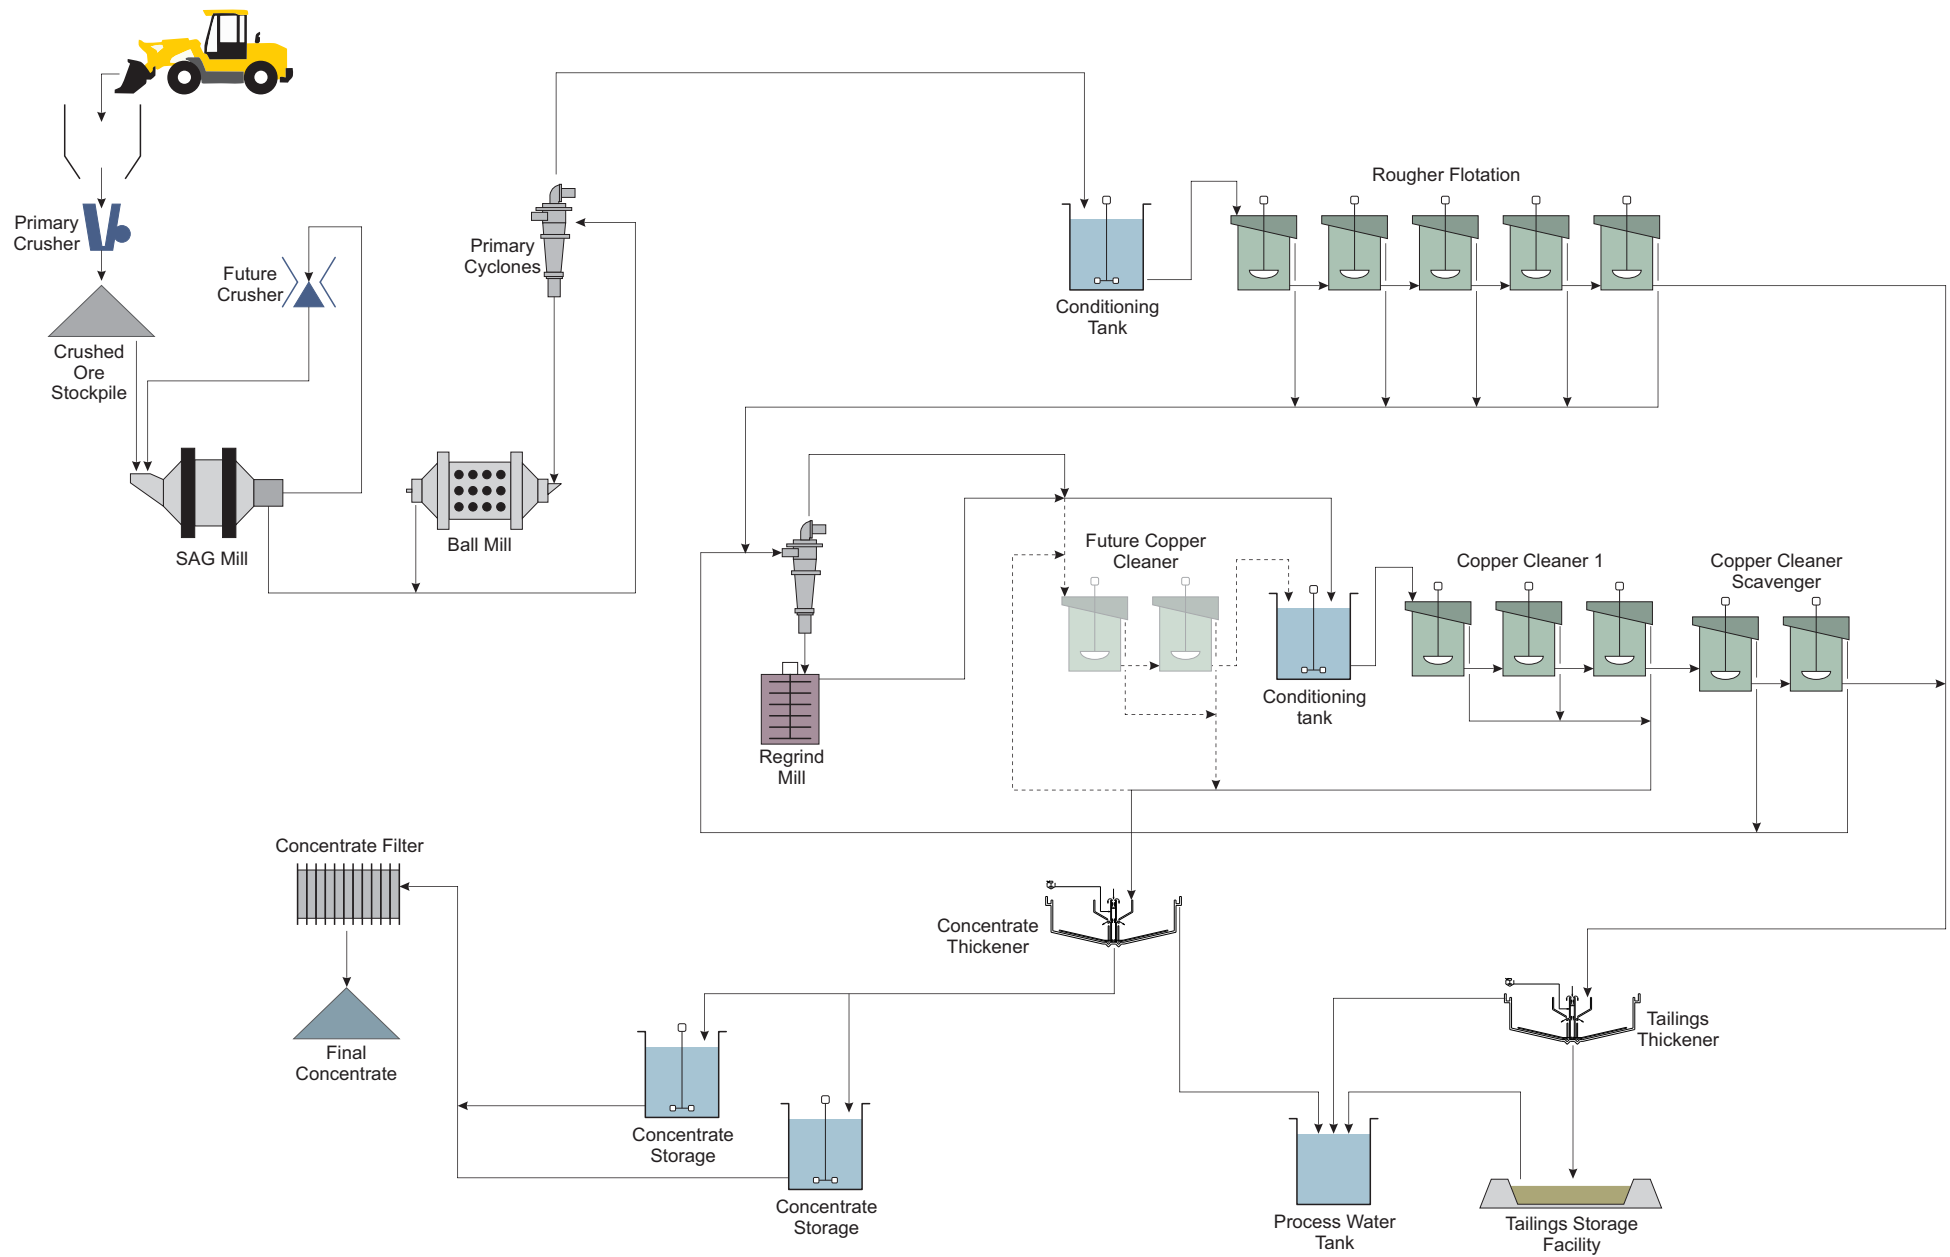 Rougher Flotation
Primary
Crusher
Primary
Cyclones
Future
Crusher
Conditioning
Tank
Crushed
Ore
Stockpile
SAG Mill
Ball Mill
Future Copper
Cleaner
Copper Cleaner 1
Copper Cleaner
Scavenger
Conditioning
tank
Regrind
Mill
Concentrate Filter
Concentrate
Thickener
Tailings
Thickener
Final
Concentrate
Concentrate
Storage
Concentrate
Storage
Process Water
Tank
Tailings Storage
Facility